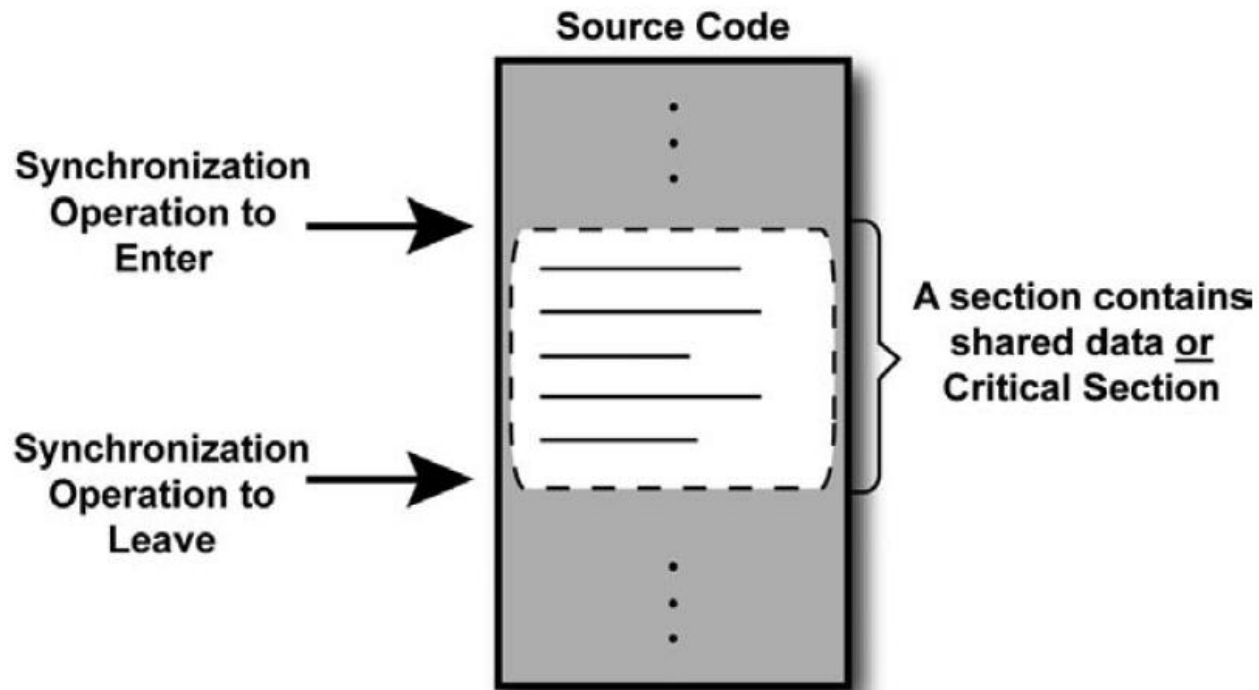 Source Code
Synchronization
Operation to
Enter
A section contains
shared data or
Critical Section
Synchronization
Operation to
Leave